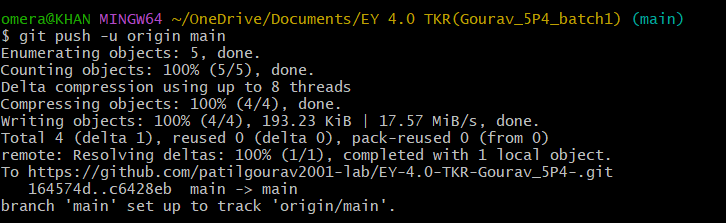 omera@KHAN MINGW64 ~/OneDrive/Documents/EY 4.0 TKR(Gourav_5P4_batch1) (main)
$ git push -u origin main
Enumerating objects: 5, done.
Counting objects: 100% (5/5), done.
Delta compression using up to 8 threads
Compressing objects: 100% (4/4), done.
Writing objects: 100% (4/4), 193.23 KiB | 17.57 MiB/s, done.
Total 4 (delta 1), reused 0 (delta 0), pack-reused 0 (from 0)
remote: Resolving deltas: 100% (1/1), completed with 1 local object.
To https://github.com/patilgourav2001-lab/EY-4.0-TKR-Gourav_5P4-.git
   164574d..c6428eb  main -> main
branch 'main' set up to track 'origin/main'.